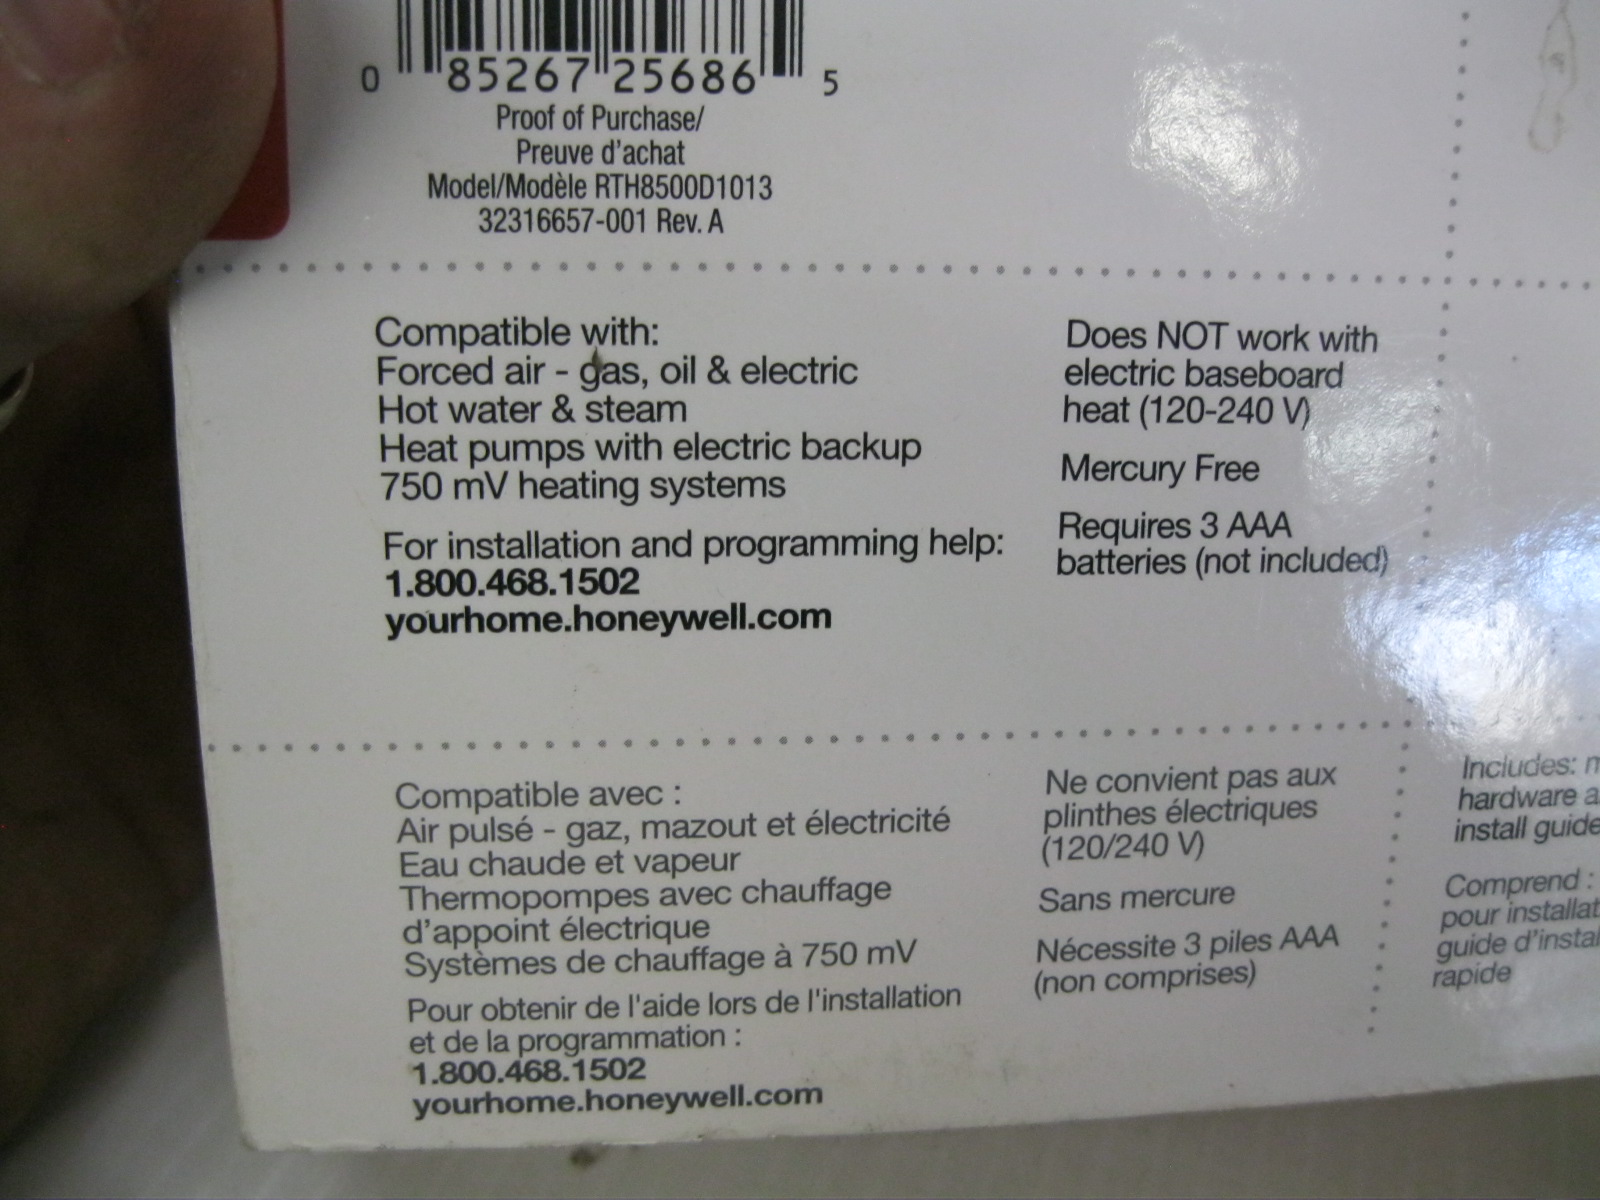 0 85267 25686 5
Proof of Purchase/
Preuve d'achat
Model/Modèle RTH8500D1013
32316657-001 Rev. A
Compatible with:
Forced air - gas, oil & electric
Hot water & steam
Heat pumps with electric backup
750 mV heating systems
For installation and programming help:
1.800.468.1502
yourhome.honeywell.com
Does NOT work with
electric baseboard
heat (120-240 V)
Mercury Free
Requires 3 AAA
batteries (not included)
Compatible avec :
Air pulsé - gaz, mazout et électricité
Eau chaude et vapeur
Thermopompes avec chauffage
d'appoint électrique
Systèmes de chauffage à 750 mV
Pour obtenir de l'aide lors de l'installation
et de la programmation :
1.800.468.1502
yourhome.honeywell.com
Ne convient pas aux
plinthes électriques
(120/240 V)
Sans mercure
Nécessite 3 piles AAA
(non comprises)
Includes:
hardware
install guide
Comprend :
pour
guide
rapide